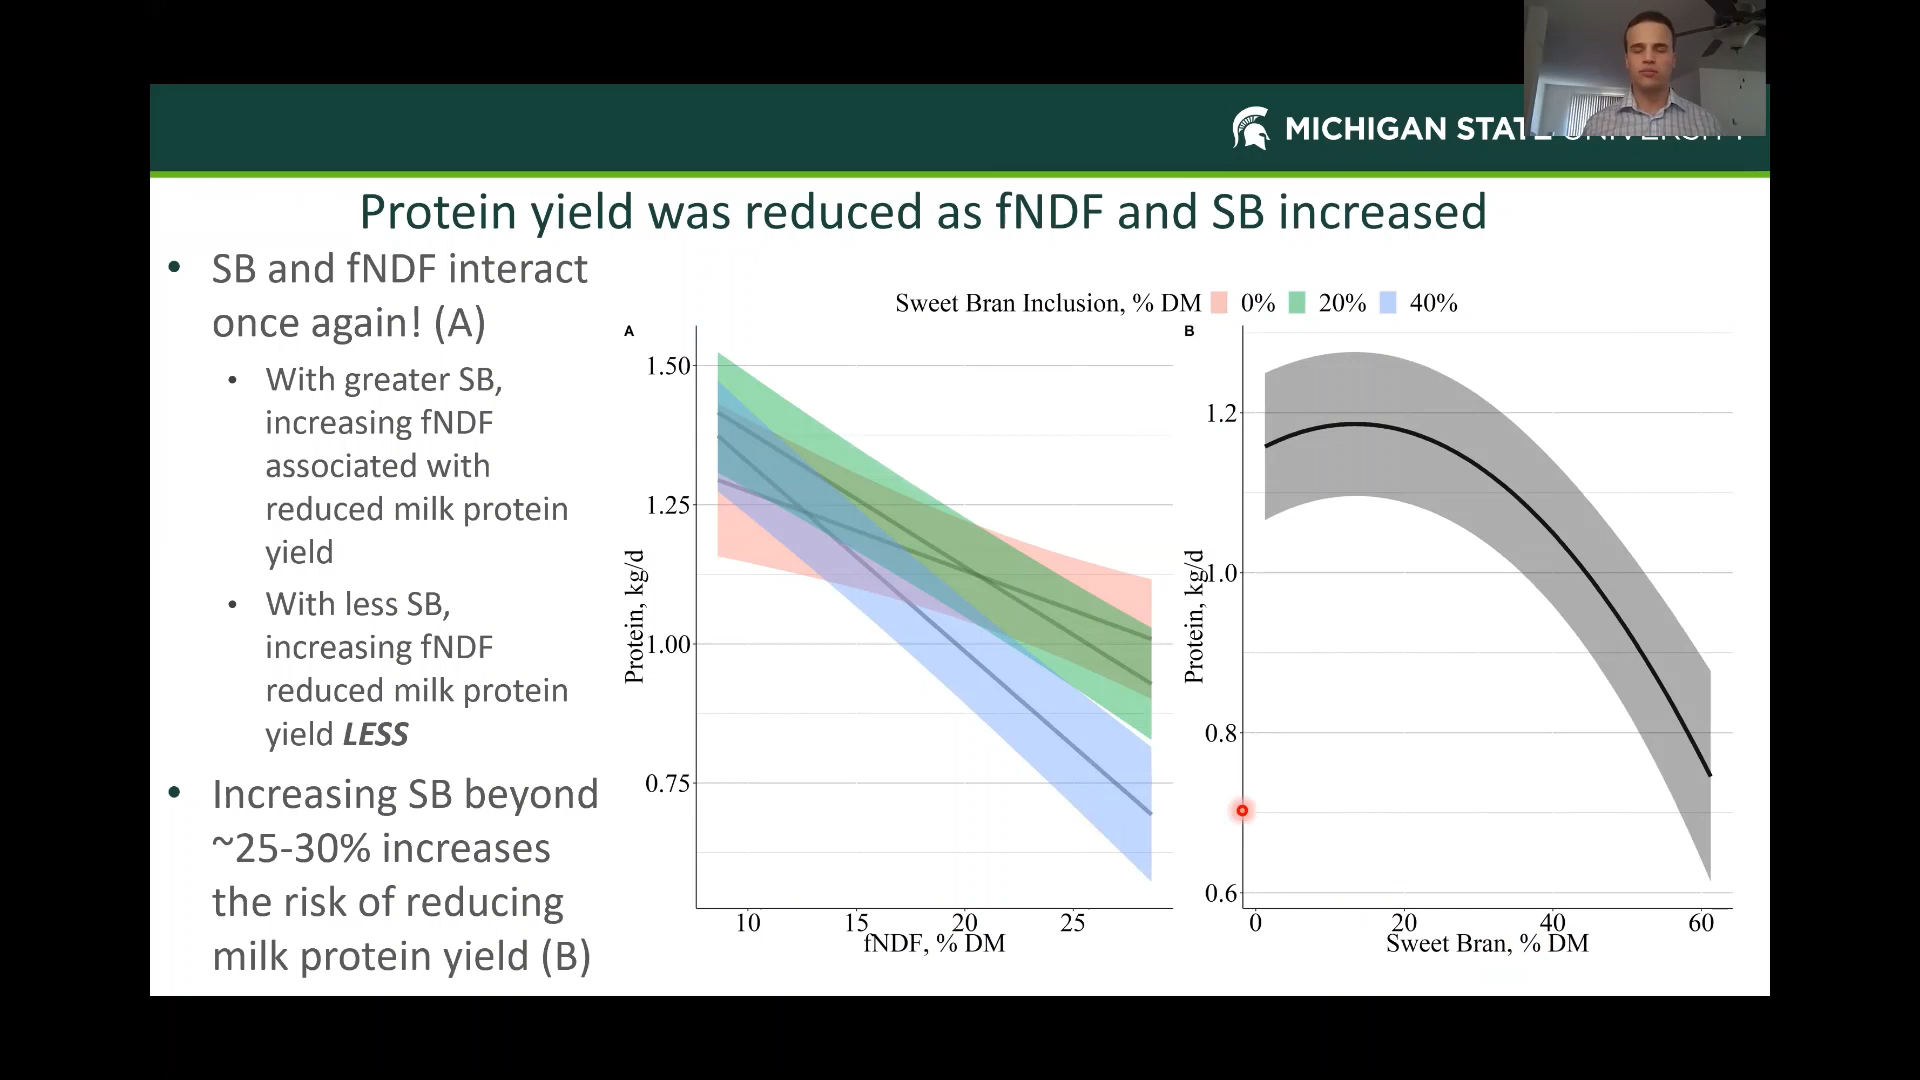 MICHIGAN STATE UNIVERSITY
Protein yield was reduced as fNDF and SB increased
• SB and fNDF interact
once again! (A)
• With greater SB,
increasing fNDF
associated with
reduced milk protein
yield
• With less SB,
increasing fNDF
reduced milk protein
yield LESS
• Increasing SB beyond
~25-30% increases
the risk of reducing
milk protein yield (B)
Sweet Bran Inclusion, % DM 0% 20% 40%
A
Protein, kg/d
1.50
1.25
1.00
0.75
10 15 20 25
fNDF, % DM
B
Protein, kg/d
1.2
1.0
0.8
0.6
0 20 40 60
Sweet Bran, % DM